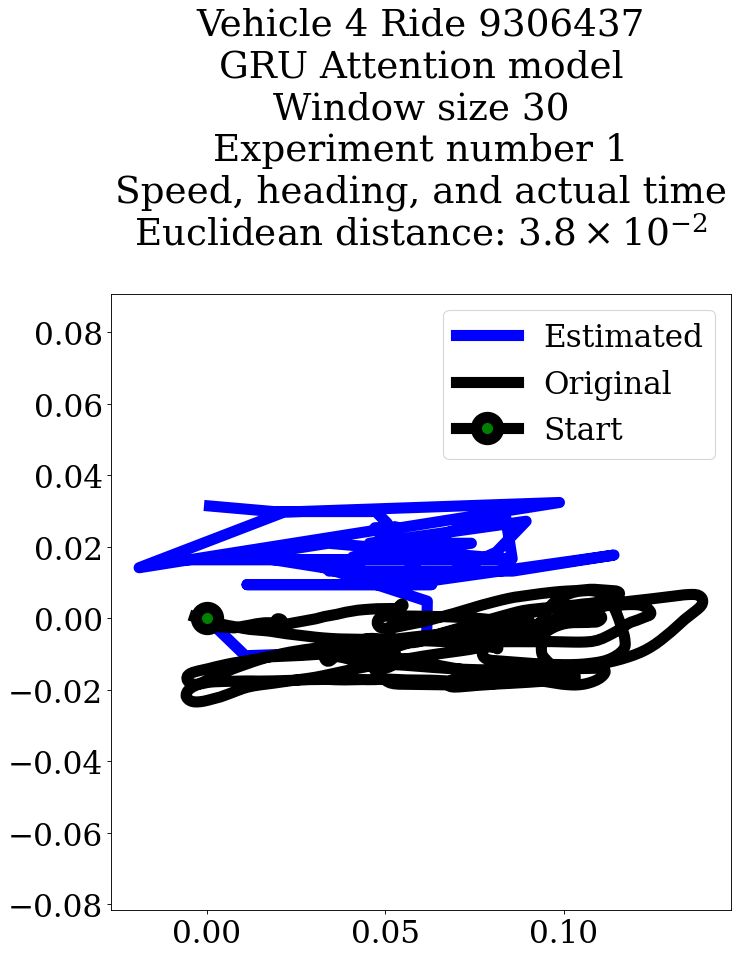 Vehicle 4 Ride 9306437
GRU Attention model
Window size 30
Experiment number 1
Speed, heading, and actual time
Euclidean distance: 3.8 × 10⁻²
Estimated
Original
Start
0.08
0.06
0.04
0.02
0.00
−0.02
−0.04
−0.06
−0.08
0.00 0.05 0.10